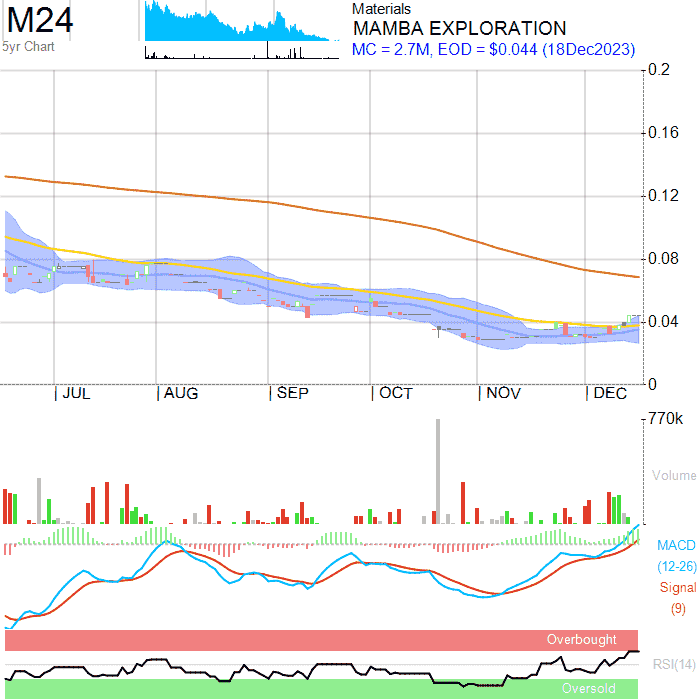 M24
5yr Chart
Materials
MAMBA EXPLORATION
MC = 2.7M, EOD = $0.044 (18Dec2023)
0.2
0.16
0.12
0.08
0.04
0
JUL AUG SEP OCT NOV DEC
770k
Volume
MACD
(12-26)
Signal
(9)
Overbought
RSI(14)
Oversold